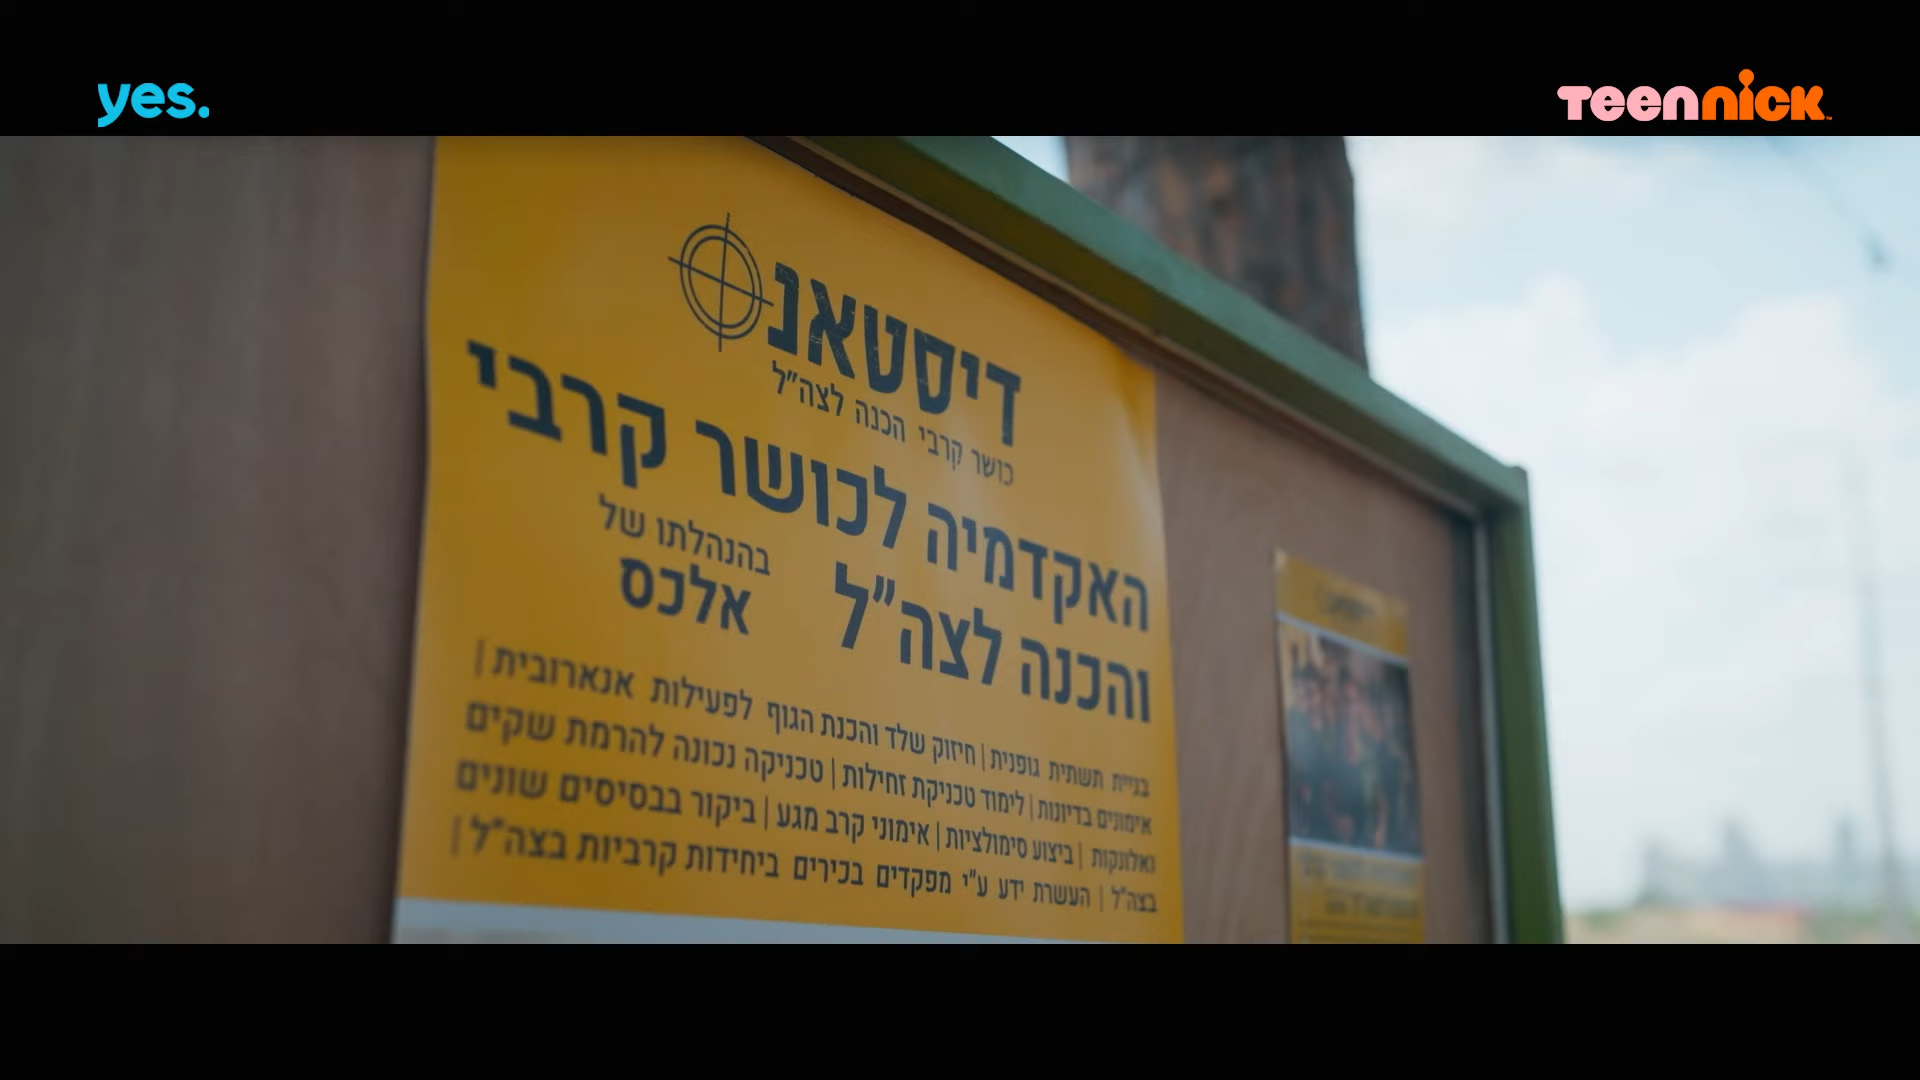 yes.
TEENNICK
דיסטאנס
כושר קרבי הכנה לצה"ל
האקדמיה לכושר קרבי
והכנה לצה"ל
בהנהלתו של
אלכס
בניית תשתית גופנית | חיזוק שלד והכנת הגוף לפעילות אנארובית |
אימונים בדיונות | לימוד טכניקת זחילות | טכניקה נכונה להרמת שקים
ואלונקות | ביצוע סימולציות | אימוני קרב מגע | ביקור בבסיסים שונים
בצה"ל | העשרת ידע ע"י מפקדים בכירים ביחידות קרביות בצה"ל |